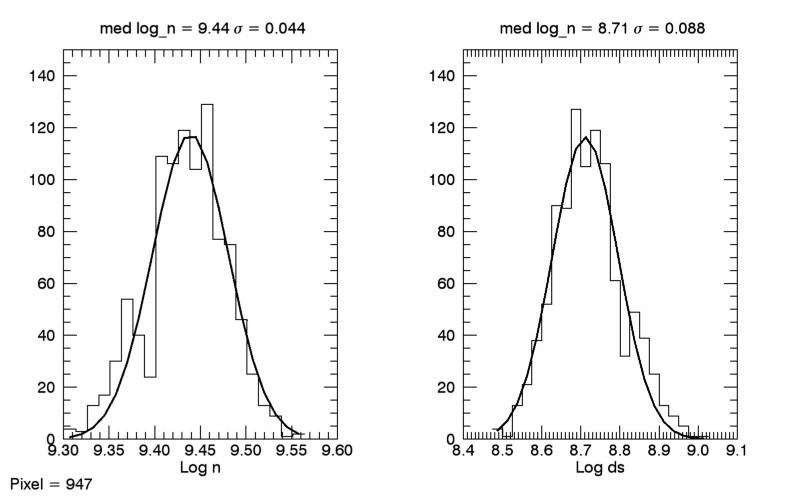 med log_n = 9.44 σ = 0.044
med log_n = 8.71 σ = 0.088
140
120
100
80
60
40
20
0
9.30 9.35 9.40 9.45 9.50 9.55 9.60
Log n
140
120
100
80
60
40
20
0
8.4 8.5 8.6 8.7 8.8 8.9 9.0 9.1
Log ds
Pixel = 947